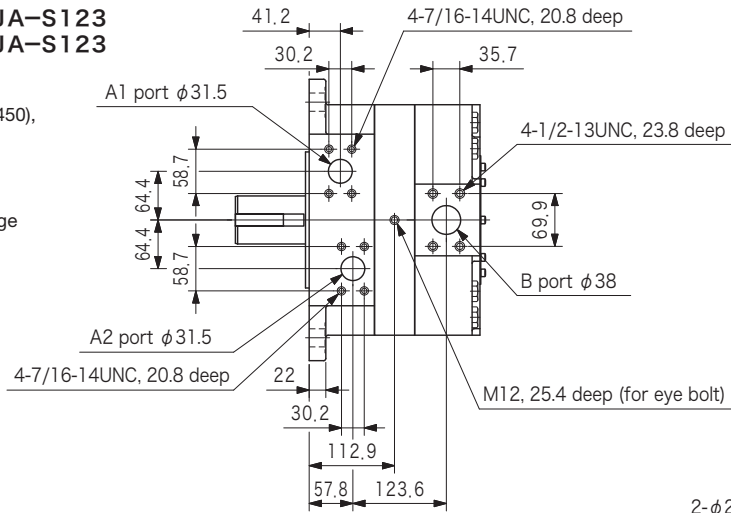 JA–S123
JA–S123
450),
ge
41.2
4-7/16-14UNC, 20.8 deep
30.2
35.7
A1 port φ31.5
4-1/2-13UNC, 23.8 deep
58.7
64.4
69.9
64.4
58.7
B port φ38
A2 port φ31.5
4-7/16-14UNC, 20.8 deep
22
M12, 25.4 deep (for eye bolt)
30.2
112.9
57.8
123.6
2-φ2